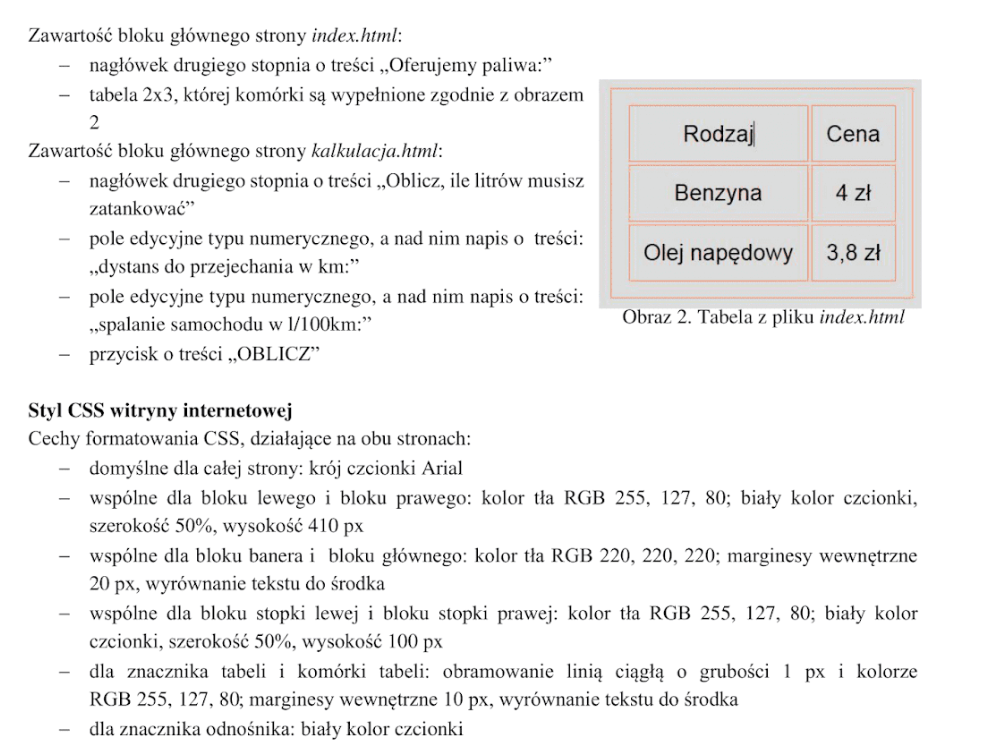 Zawartość bloku głównego strony index.html:
– nagłówek drugiego stopnia o treści „Oferujemy paliwa:”
– tabela 2x3, której komórki są wypełnione zgodnie z obrazem
2
Zawartość bloku głównego strony kalkulacja.html:
– nagłówek drugiego stopnia o treści „Oblicz, ile litrów musisz
zatankować”
– pole edycyjne typu numerycznego, a nad nim napis o treści:
„dystans do przejechania w km:”
– pole edycyjne typu numerycznego, a nad nim napis o treści:
„spalanie samochodu w l/100km:”
– przycisk o treści „OBLICZ”
Rodzaj Cena
Benzyna 4 zł
Olej napędowy 3,8 zł
Obraz 2. Tabela z pliku index.html
Styl CSS witryny internetowej
Cechy formatowania CSS, działające na obu stronach:
– domyślne dla całej strony: krój czcionki Arial
– wspólne dla bloku lewego i bloku prawego: kolor tła RGB 255, 127, 80; biały kolor czcionki,
szerokość 50%, wysokość 410 px
– wspólne dla bloku banera i bloku głównego: kolor tła RGB 220, 220, 220; marginesy wewnętrzne
20 px, wyrównanie tekstu do środka
– wspólne dla bloku stopki lewej i bloku stopki prawej: kolor tła RGB 255, 127, 80; biały kolor
czcionki, szerokość 50%, wysokość 100 px
– dla znacznika tabeli i komórki tabeli: obramowanie linią ciągłą o grubości 1 px i kolorze
RGB 255, 127, 80; marginesy wewnętrzne 10 px, wyrównanie tekstu do środka
– dla znacznika odnośnika: biały kolor czcionki